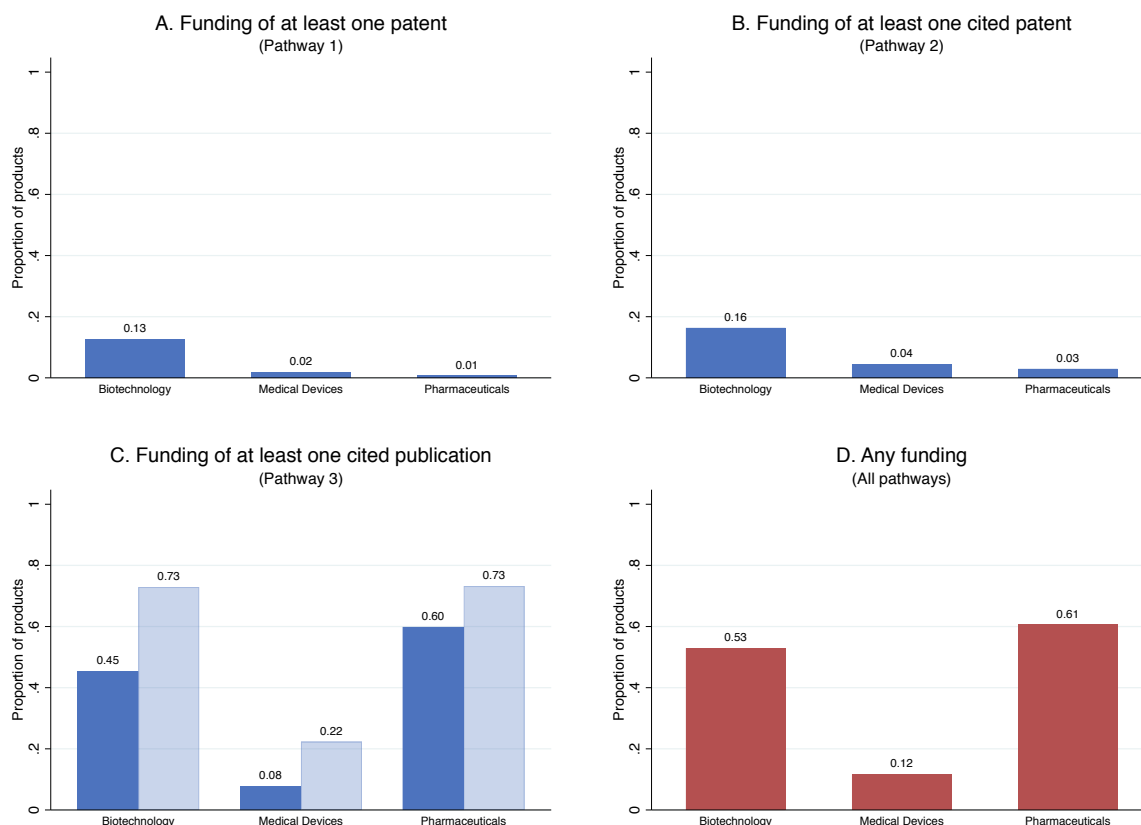 A. Funding of at least one patent
(Pathway 1)
Proportion of products
0 .2 .4 .6 .8 1
0.13
0.02
0.01
Biotechnology Medical Devices Pharmaceuticals
B. Funding of at least one cited patent
(Pathway 2)
Proportion of products
0 .2 .4 .6 .8 1
0.16
0.04
0.03
Biotechnology Medical Devices Pharmaceuticals
C. Funding of at least one cited publication
(Pathway 3)
Proportion of products
0 .2 .4 .6 .8 1
0.45
0.73
0.08
0.22
0.60
0.73
Biotechnology Medical Devices Pharmaceuticals
D. Any funding
(All pathways)
Proportion of products
0 .2 .4 .6 .8 1
0.53
0.12
0.61
Biotechnology Medical Devices Pharmaceuticals